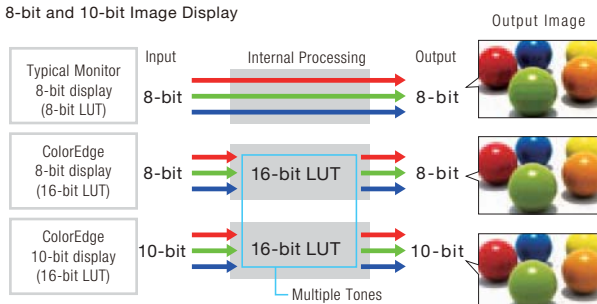 8-bit and 10-bit Image Display
Output Image
Input
Internal Processing
Output
Typical Monitor
8-bit display
(8-bit LUT)
8-bit
8-bit
ColorEdge
8-bit display
(16-bit LUT)
8-bit
16-bit LUT
8-bit
ColorEdge
10-bit display
(16-bit LUT)
10-bit
16-bit LUT
10-bit
Multiple Tones